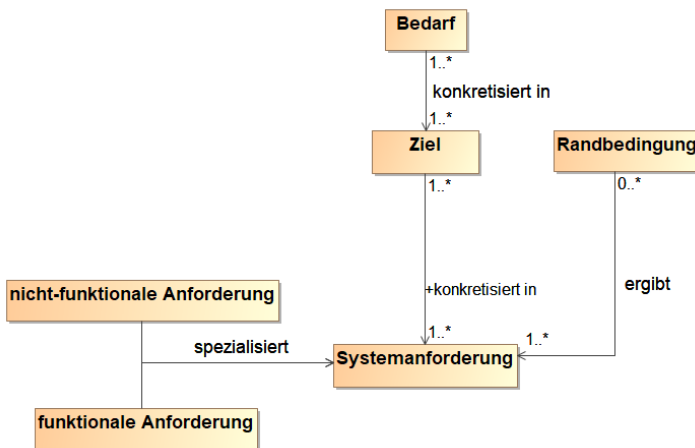 Bedarf
1..*
konkretisiert in
1..*
Ziel
Randbedingung
1..*
0..*
+konkretisiert in
ergibt
nicht-funktionale Anforderung
1..*
1..*
spezialisiert
Systemanforderung
funktionale Anforderung